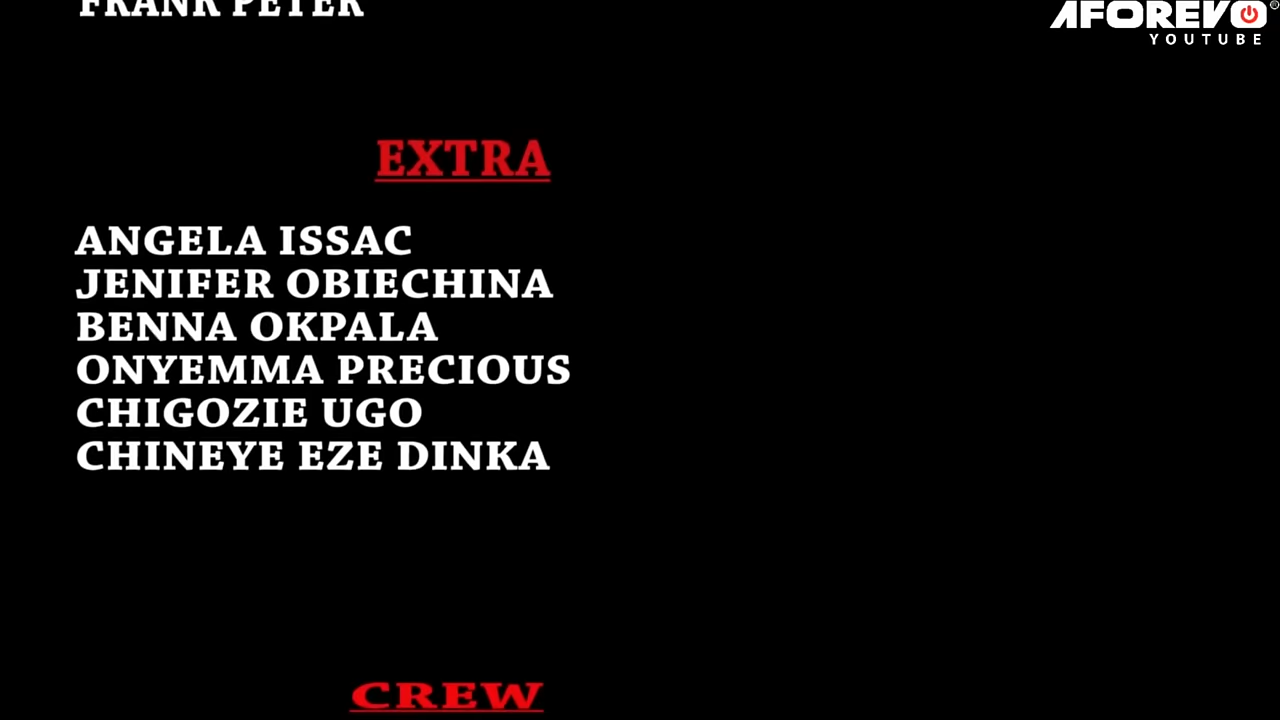 FRANK PETER
AFOREVO
YOUTUBE
EXTRA
ANGELA ISSAC
JENIFER OBIECHINA
BENNA OKPALA
ONYEMMA PRECIOUS
CHIGOZIE UGO
CHINEYE EZE DINKA
CREW